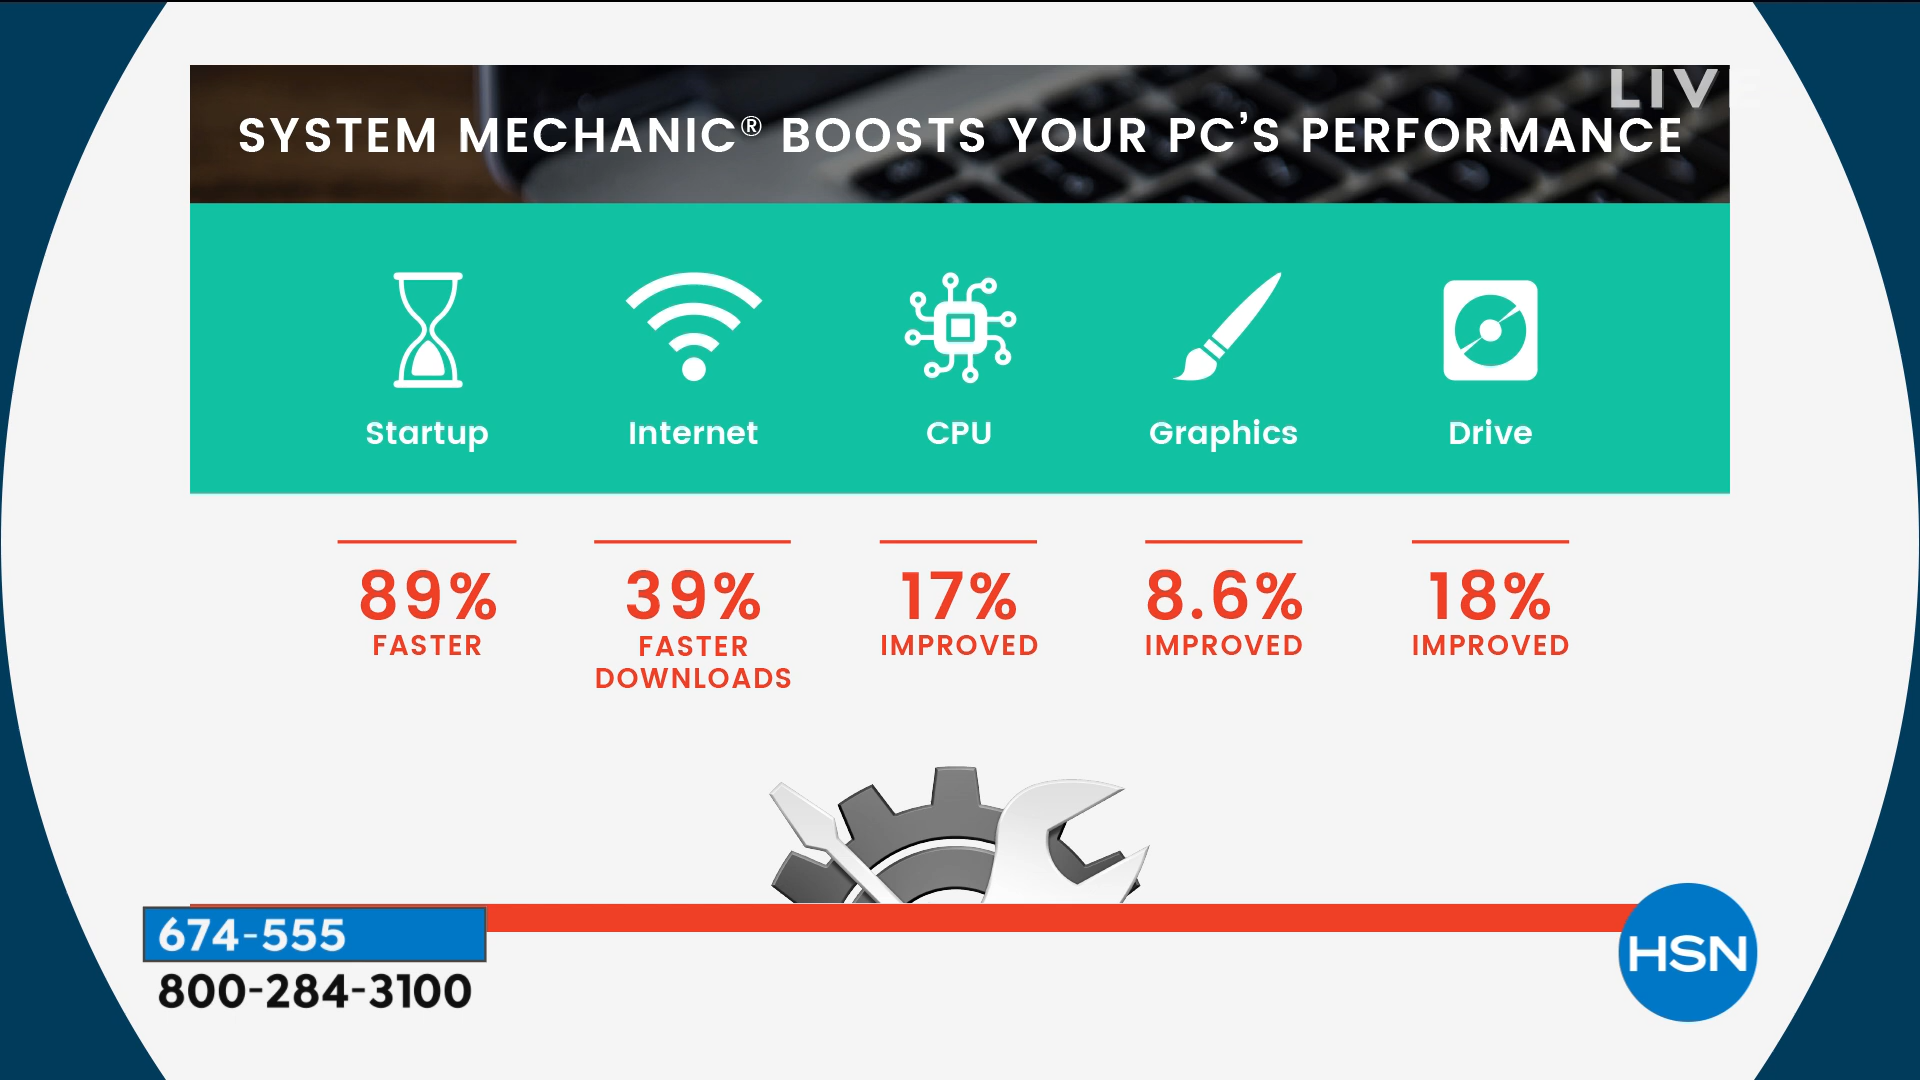 LIVE
SYSTEM MECHANIC® BOOSTS YOUR PC'S PERFORMANCE
Startup Internet CPU Graphics Drive
89% 39% 17% 8.6% 18%
FASTER FASTER IMPROVED IMPROVED IMPROVED
DOWNLOADS
674-555
800-284-3100
HSN